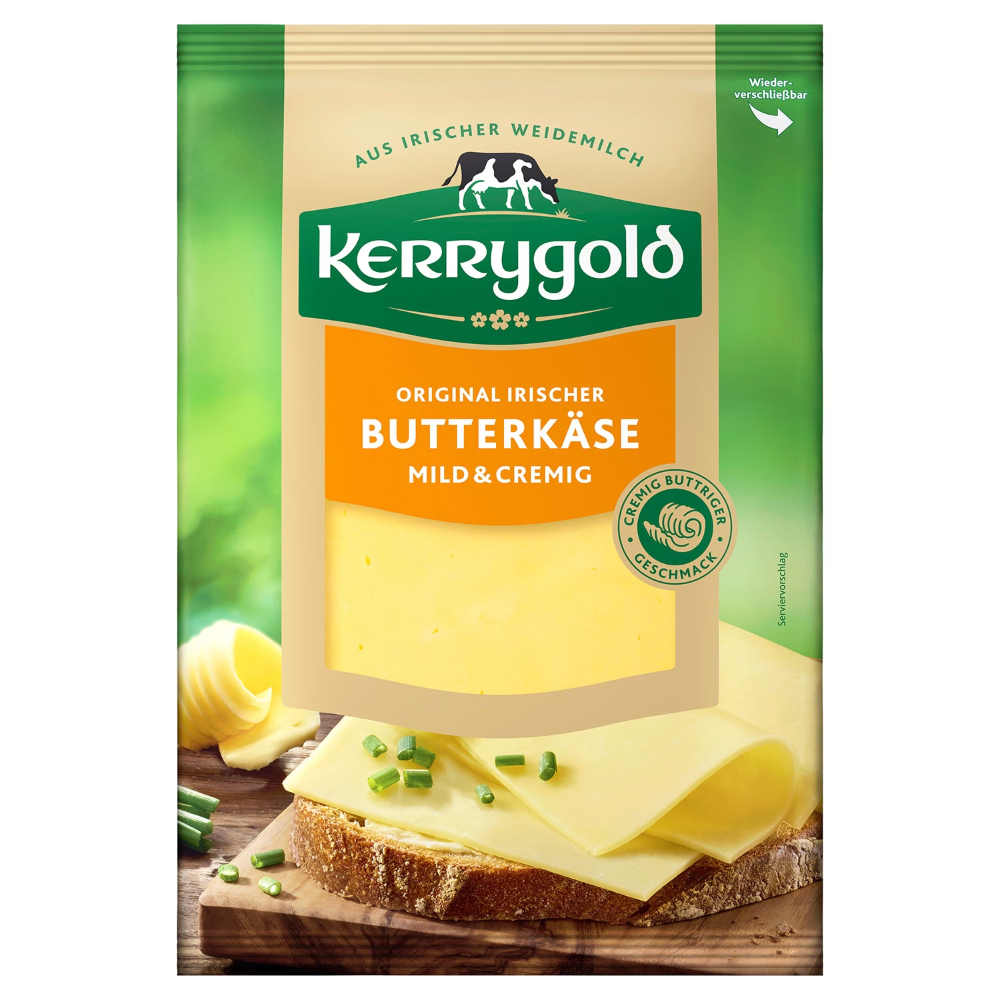 Wieder-
verschließbar
AUS IRISCHER WEIDEMILCH
Kerrygold
ORIGINAL IRISCHER
BUTTERKÄSE
MILD & CREMIG
CREMIG BUTTRIGER
GESCHMACK
Serviervorschlag